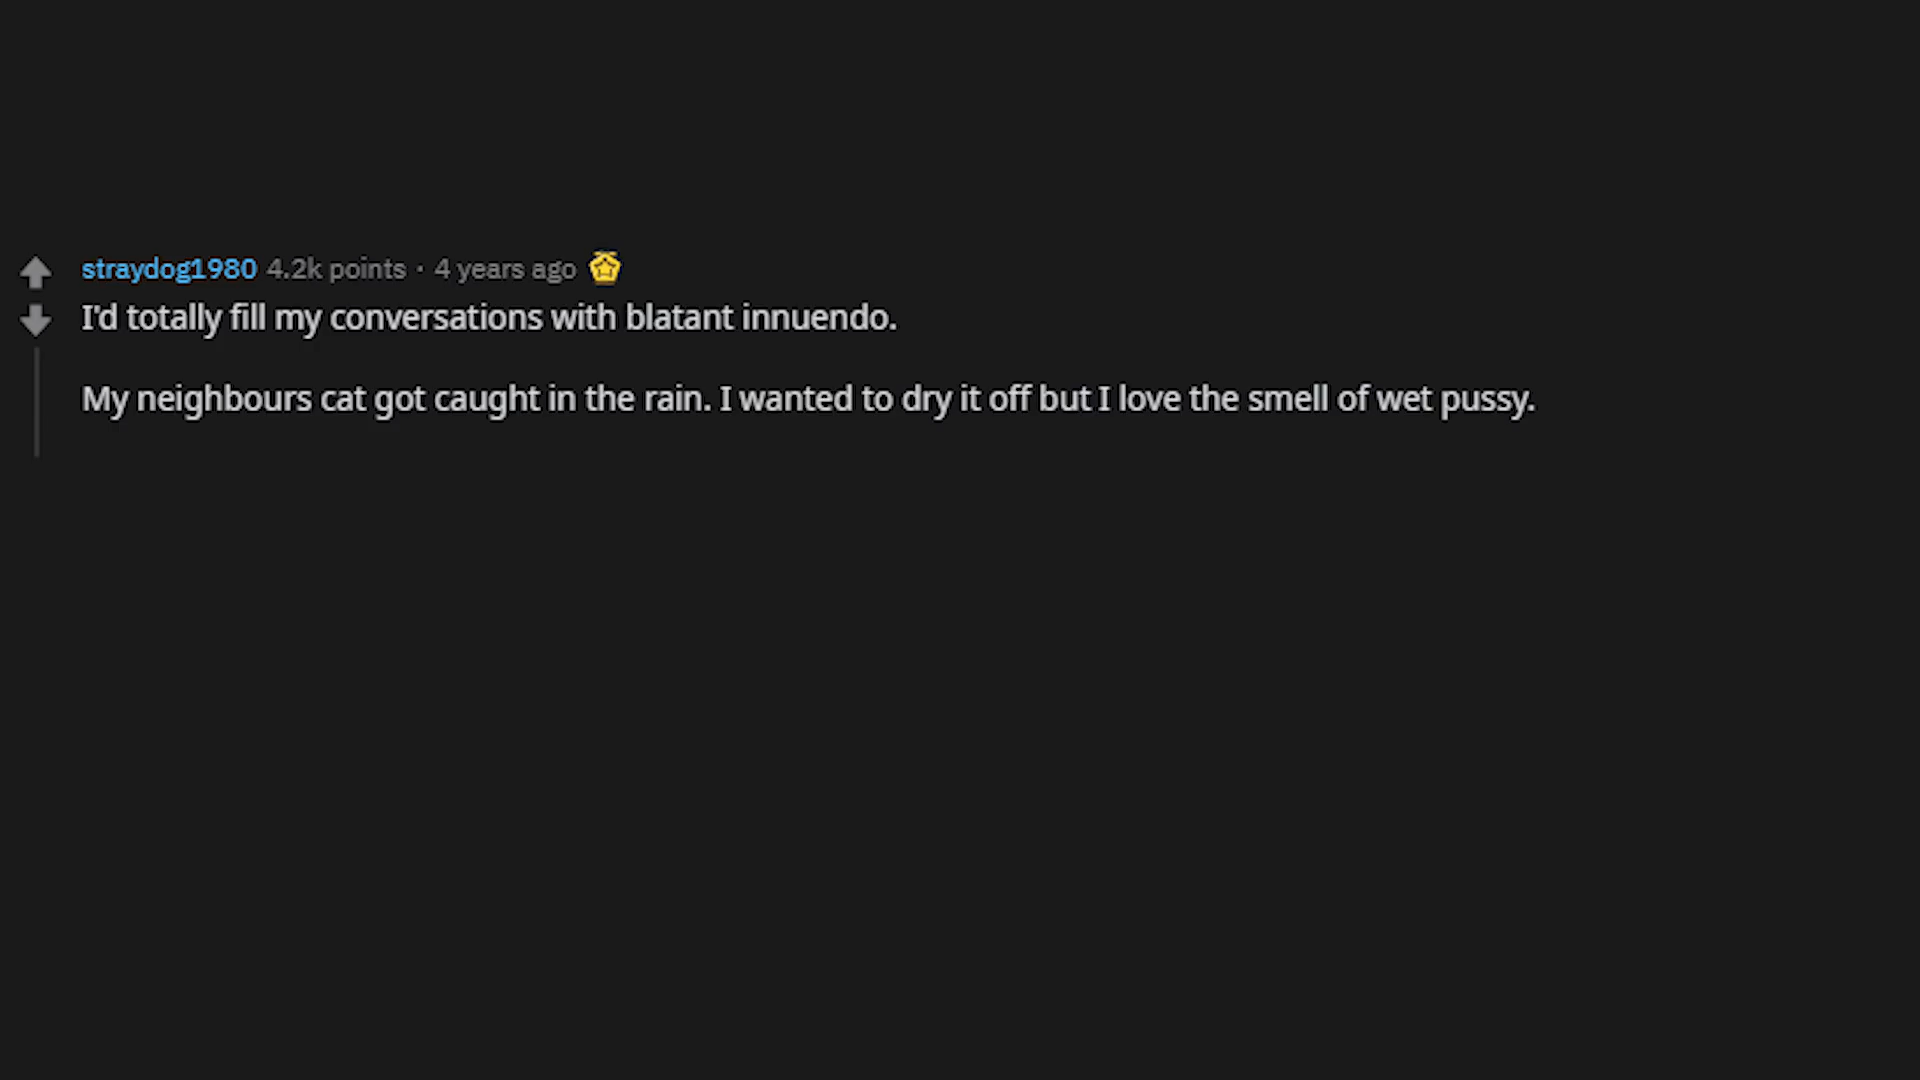 straydog1980 4.2k points · 4 years ago
I'd totally fill my conversations with blatant innuendo.
My neighbours cat got caught in the rain. I wanted to dry it off but I love the smell of wet pussy.